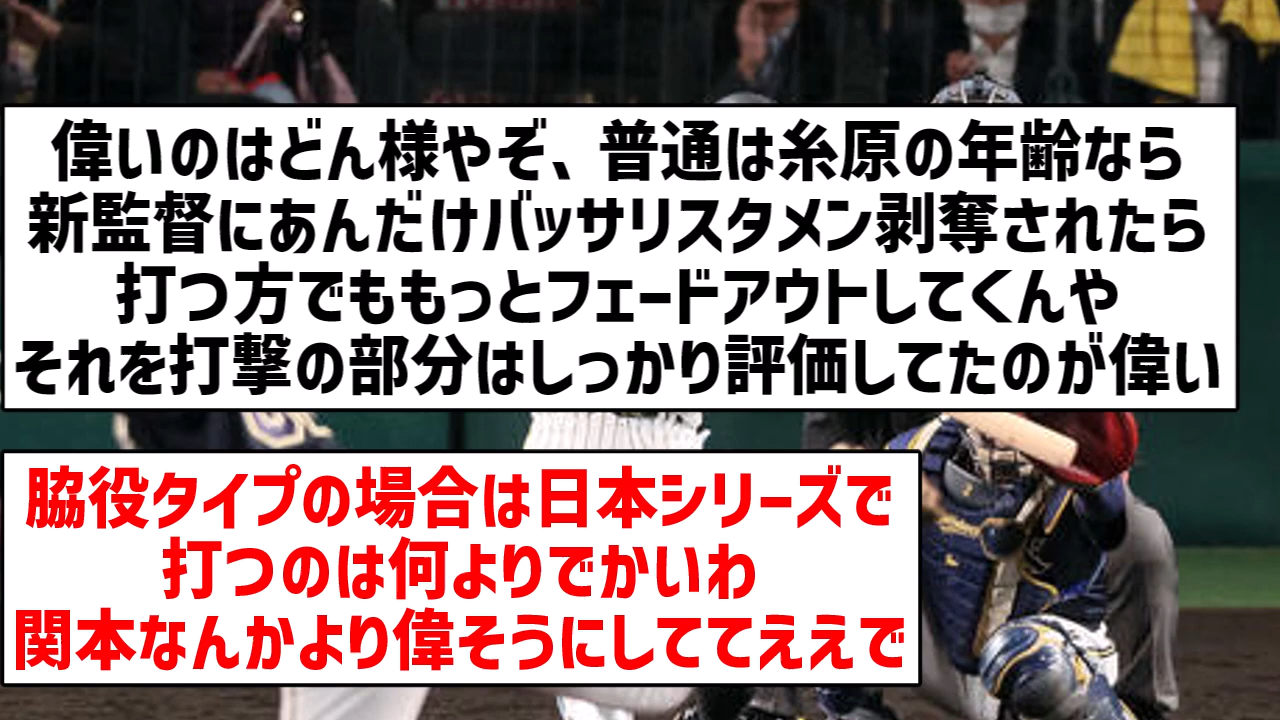 偉いのはどん様やぞ、普通は糸原の年齢なら
新監督にあんだけバッサリスタメン剥奪されたら
打つ方でももっとフェードアウトしてくんや
それを打撃の部分はしっかり評価してたのが偉い
脇役タイプの場合は日本シリーズで
打つのは何よりでかいわ
関本なんかより偉そうにしててええで